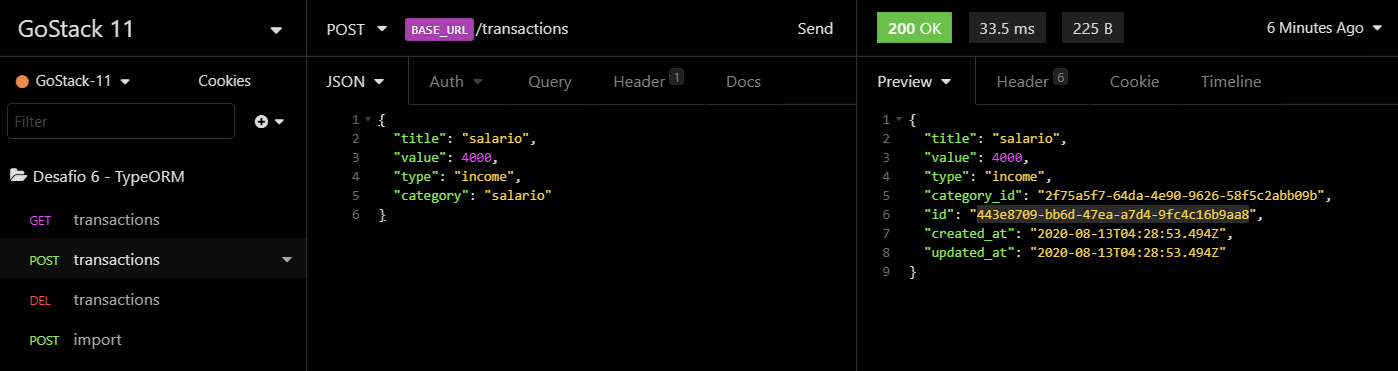 GoStack 11
GoStack-11 Cookies
Filter
Desafio 6 - TypeORM
GET transactions
POST transactions
DEL transactions
POST import
POST BASE_URL/transactions Send
JSON Auth Query Header 1 Docs
1 {
2 "title": "salario",
3 "value": 4000,
4 "type": "income",
5 "category": "salario"
6 }
200 OK 33.5 ms 225 B 6 Minutes Ago
Preview Header 6 Cookie Timeline
1 {
2 "title": "salario",
3 "value": 4000,
4 "type": "income",
5 "category_id": "2f75a5f7-64da-4e90-9626-58f5c2abb09b",
6 "id": "443e8709-bb6d-47ea-a7d4-9fc4c16b9aa8",
7 "created_at": "2020-08-13T04:28:53.494Z",
8 "updated_at": "2020-08-13T04:28:53.494Z"
9 }